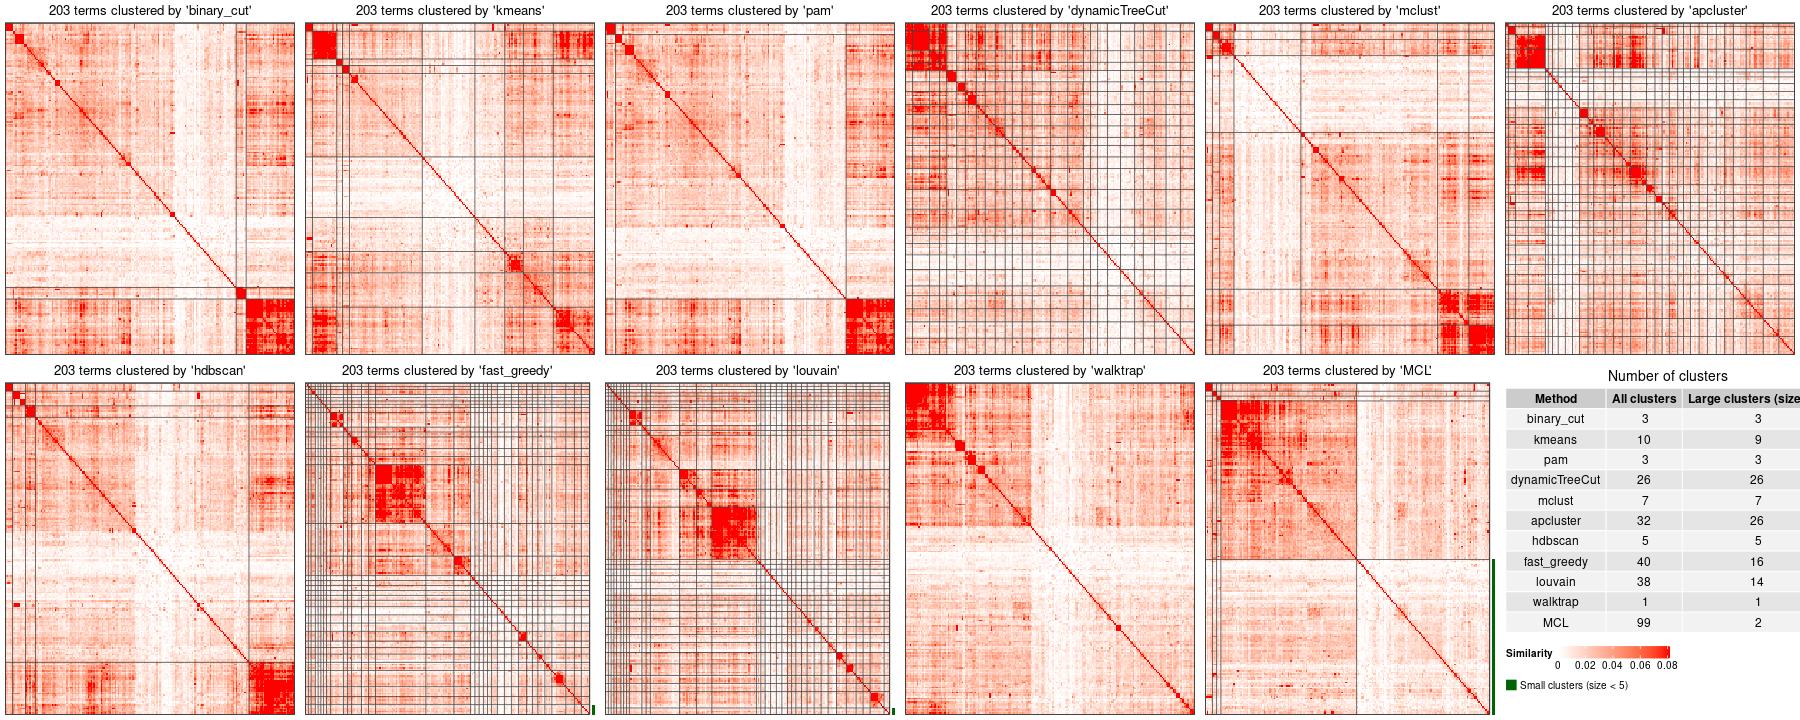 203 terms clustered by 'binary_cut'
203 terms clustered by 'kmeans'
203 terms clustered by 'pam'
203 terms clustered by 'dynamicTreeCut'
203 terms clustered by 'mclust'
203 terms clustered by 'apcluster'
203 terms clustered by 'hdbscan'
203 terms clustered by 'fast_greedy'
203 terms clustered by 'louvain'
203 terms clustered by 'walktrap'
203 terms clustered by 'MCL'
Number of clusters
Method All clusters Large clusters (size
binary_cut 3 3
kmeans 10 9
pam 3 3
dynamicTreeCut 26 26
mclust 7 7
apcluster 32 26
hdbscan 5 5
fast_greedy 40 16
louvain 38 14
walktrap 1 1
MCL 99 2
Similarity
0 0.02 0.04 0.06 0.08
Small clusters (size < 5)